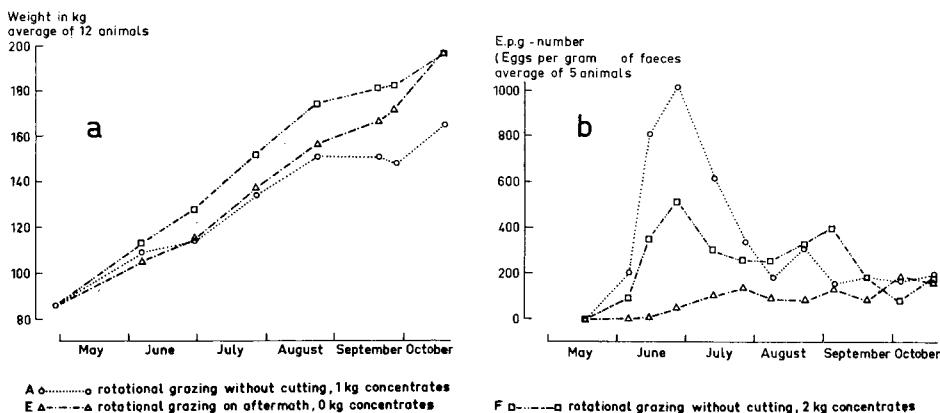 Weight in kg
average of 12 animals
200
180
160
140
120
100
80
a
May June July August September October
E.p.g - number
(Eggs per gram of faeces
average of 5 animals
1000
800
600
400
200
0
b
May June July August September October
A rotational grazing without cutting, 1 kg concentrates
E rotational grazing on aftermath, 0 kg concentrates
F rotational grazing without cutting, 2 kg concentrates